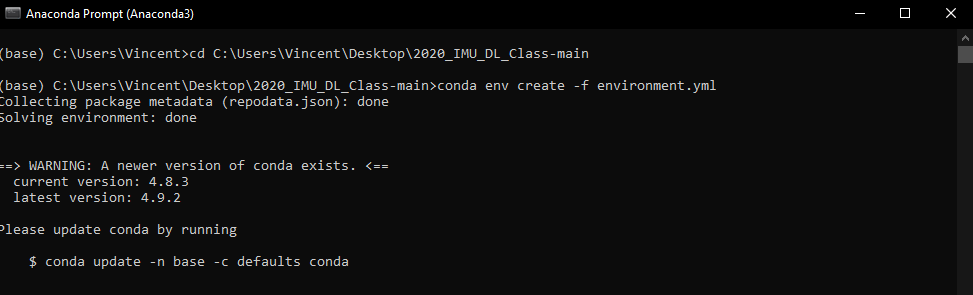 Anaconda Prompt (Anaconda3)
(base) C:\Users\Vincent>cd C:\Users\Vincent\Desktop\2020_IMU_DL_Class-main
(base) C:\Users\Vincent\Desktop\2020_IMU_DL_Class-main>conda env create -f environment.yml
Collecting package metadata (repodata.json): done
Solving environment: done
==> WARNING: A newer version of conda exists. <==
current version: 4.8.3
latest version: 4.9.2
Please update conda by running
$ conda update -n base -c defaults conda